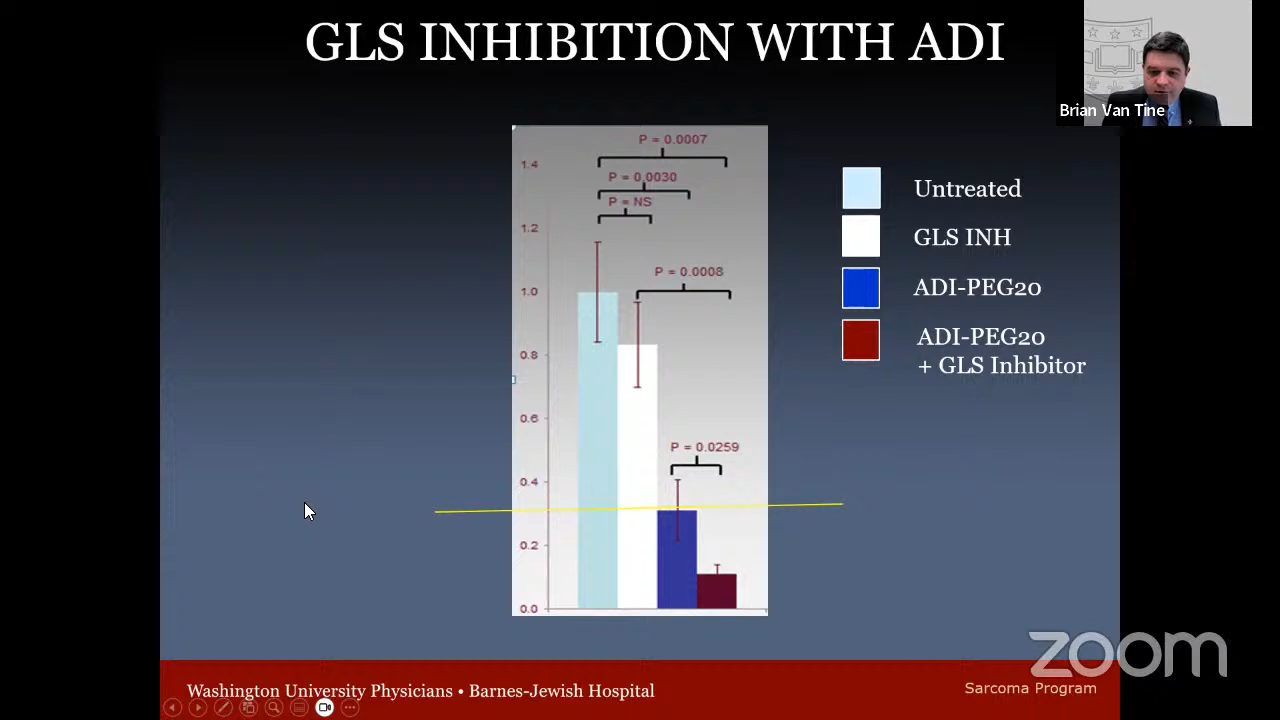 GLS INHIBITION WITH ADI
Brian Van Tine
P = 0.0007
1.4
P = 0.0030
P = NS
1.2
P = 0.0008
1.0
0.8
0.6
P = 0.0259
0.4
0.2
0.0
Untreated
GLS INH
ADI-PEG20
ADI-PEG20
+ GLS Inhibitor
zoom
Washington University Physicians • Barnes-Jewish Hospital
Sarcoma Program